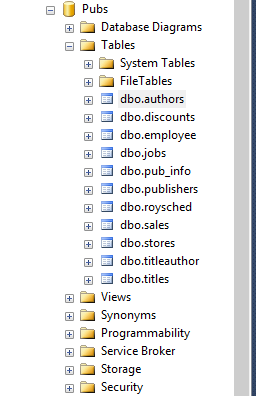 Pubs
Database Diagrams
Tables
System Tables
FileTables
dbo.authors
dbo.discounts
dbo.employee
dbo.jobs
dbo.pub_info
dbo.publishers
dbo.roysched
dbo.sales
dbo.stores
dbo.titleauthor
dbo.titles
Views
Synonyms
Programmability
Service Broker
Storage
Security